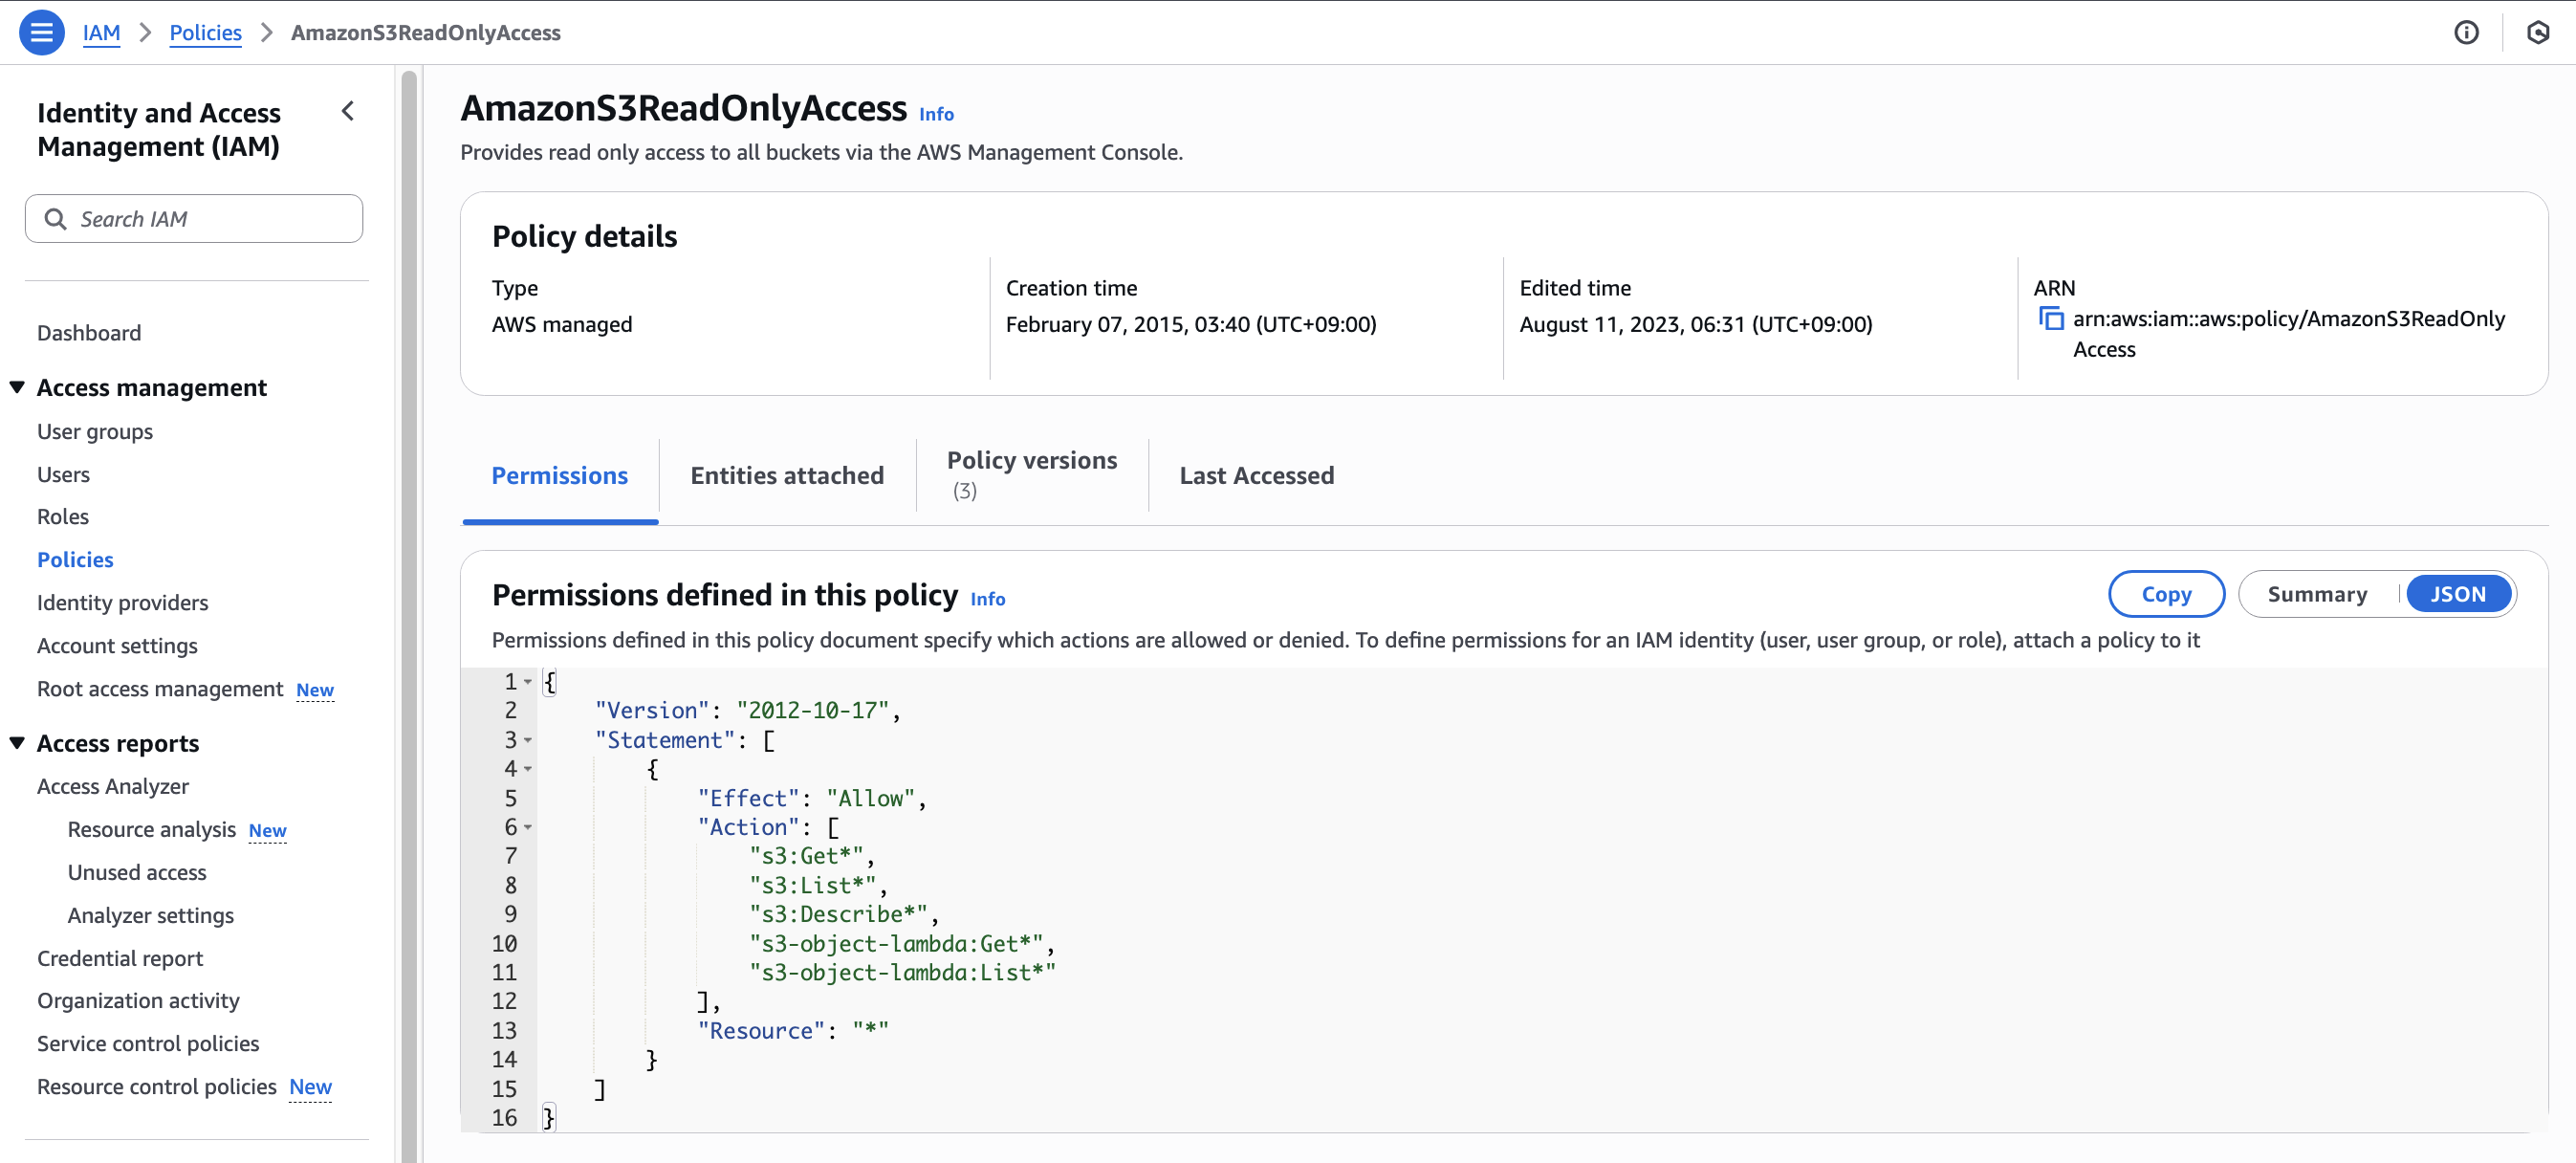 IAM > Policies > AmazonS3ReadOnlyAccess
Identity and Access
Management (IAM)
Search IAM
Dashboard
Access management
User groups
Users
Roles
Policies
Identity providers
Account settings
Root access management New
Access reports
Access Analyzer
Resource analysis New
Unused access
Analyzer settings
Credential report
Organization activity
Service control policies
Resource control policies New
AmazonS3ReadOnlyAccess Info
Provides read only access to all buckets via the AWS Management Console.
Policy details
Type
AWS managed
Creation time
February 07, 2015, 03:40 (UTC+09:00)
Edited time
August 11, 2023, 06:31 (UTC+09:00)
ARN
arn:aws:iam::aws:policy/AmazonS3ReadOnly
Access
Permissions
Entities attached
Policy versions
(3)
Last Accessed
Permissions defined in this policy Info
Copy
Summary
JSON
Permissions defined in this policy document specify which actions are allowed or denied. To define permissions for an IAM identity (user, user group, or role), attach a policy to it
1 {
2     "Version": "2012-10-17",
3     "Statement": [
4         {
5             "Effect": "Allow",
6             "Action": [
7                 "s3:Get*",
8                 "s3:List*",
9                 "s3:Describe*",
10                 "s3-object-lambda:Get*",
11                 "s3-object-lambda:List*"
12             ],
13             "Resource": "*"
14         }
15     ]
16 }